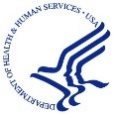 DEPARTMENT OF HEALTH & HUMAN SERVICES • USA